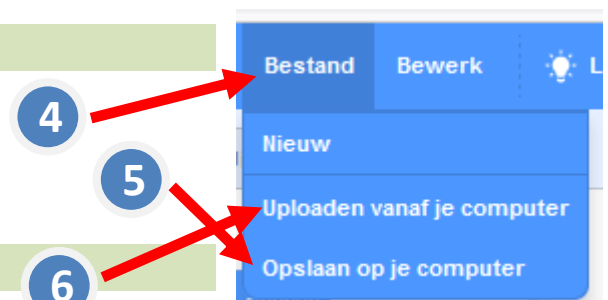 Bestand Bewerk L
4
Nieuw
5
Uploaden vanaf je computer
Opslaan op je computer
6